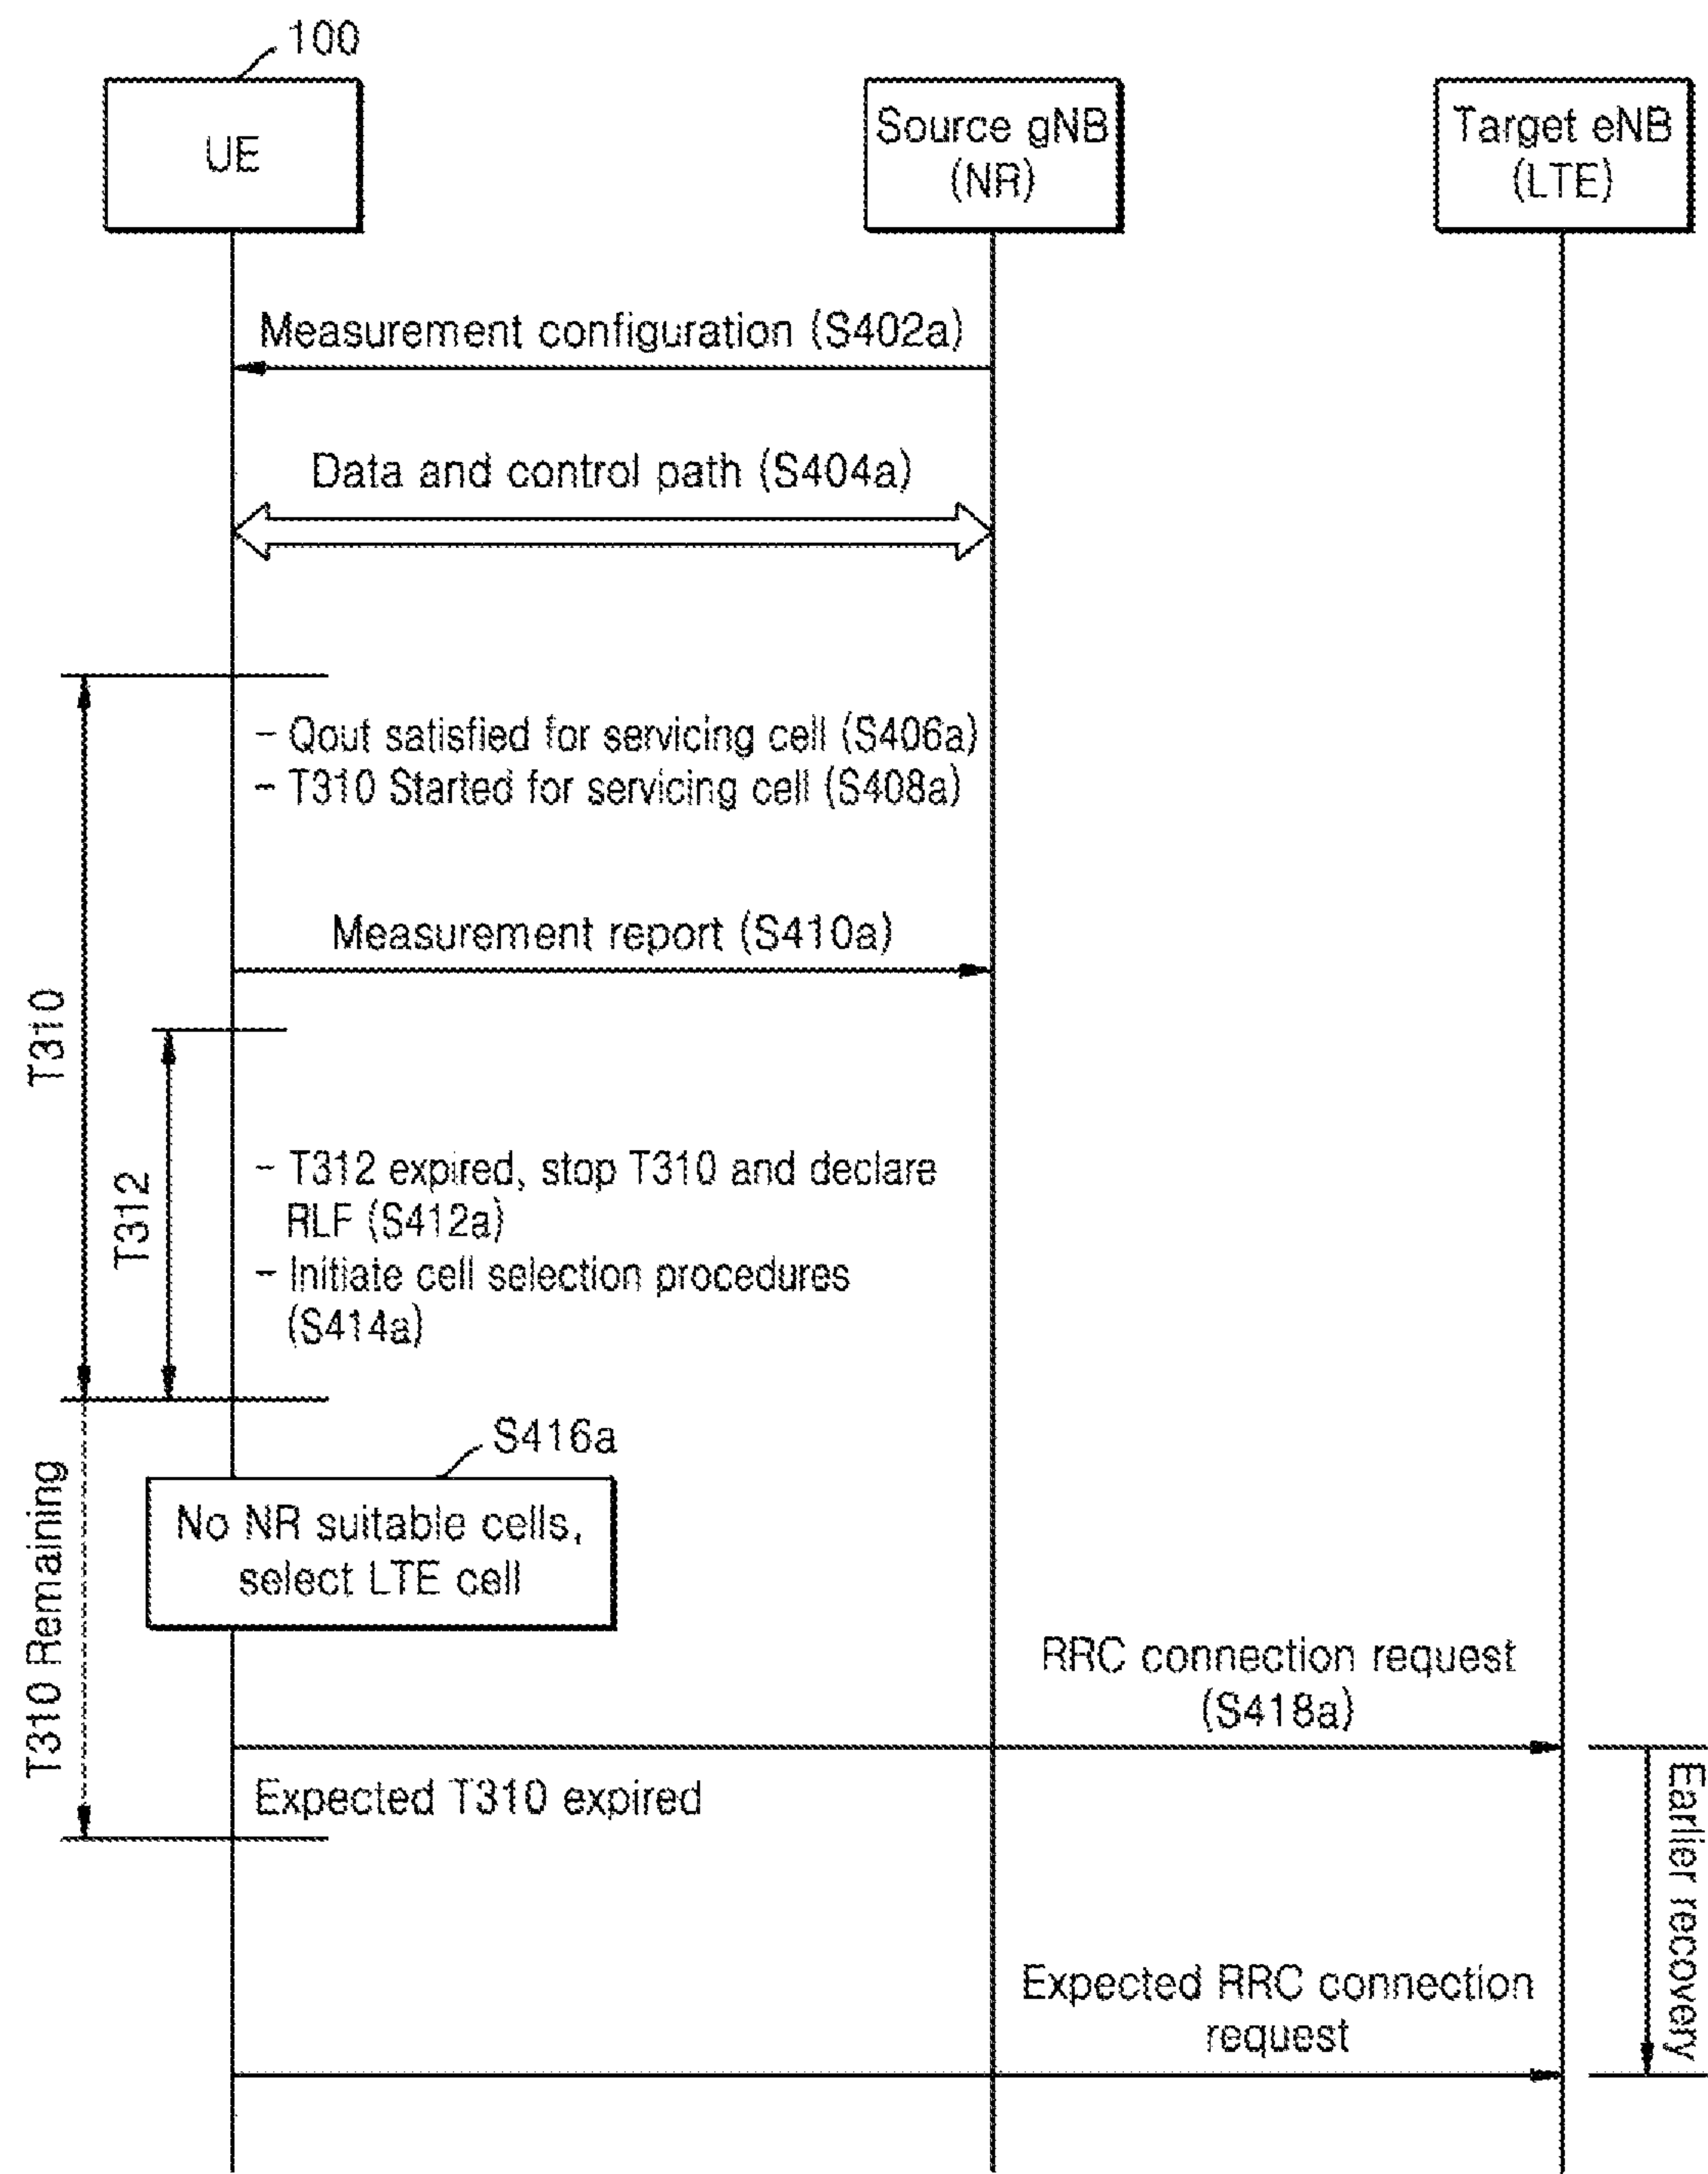 100
UE
Source gNB
(NR)
Target eNB
(LTE)
Measurement configuration (S402a)
Data and control path (S404a)
- Qout satisfied for servicing cell (S406a)
- T310 Started for servicing cell (S408a)
Measurement report (S410a)
T310
T312
- T312 expired, stop T310 and declare
RLF (S412a)
- Initiate cell selection procedures
(S414a)
S416a
No NR suitable cells,
select LTE cell
T310 Remaining
RRC connection request
(S418a)
Expected T310 expired
Earlier recovery
Expected RRC connection
request